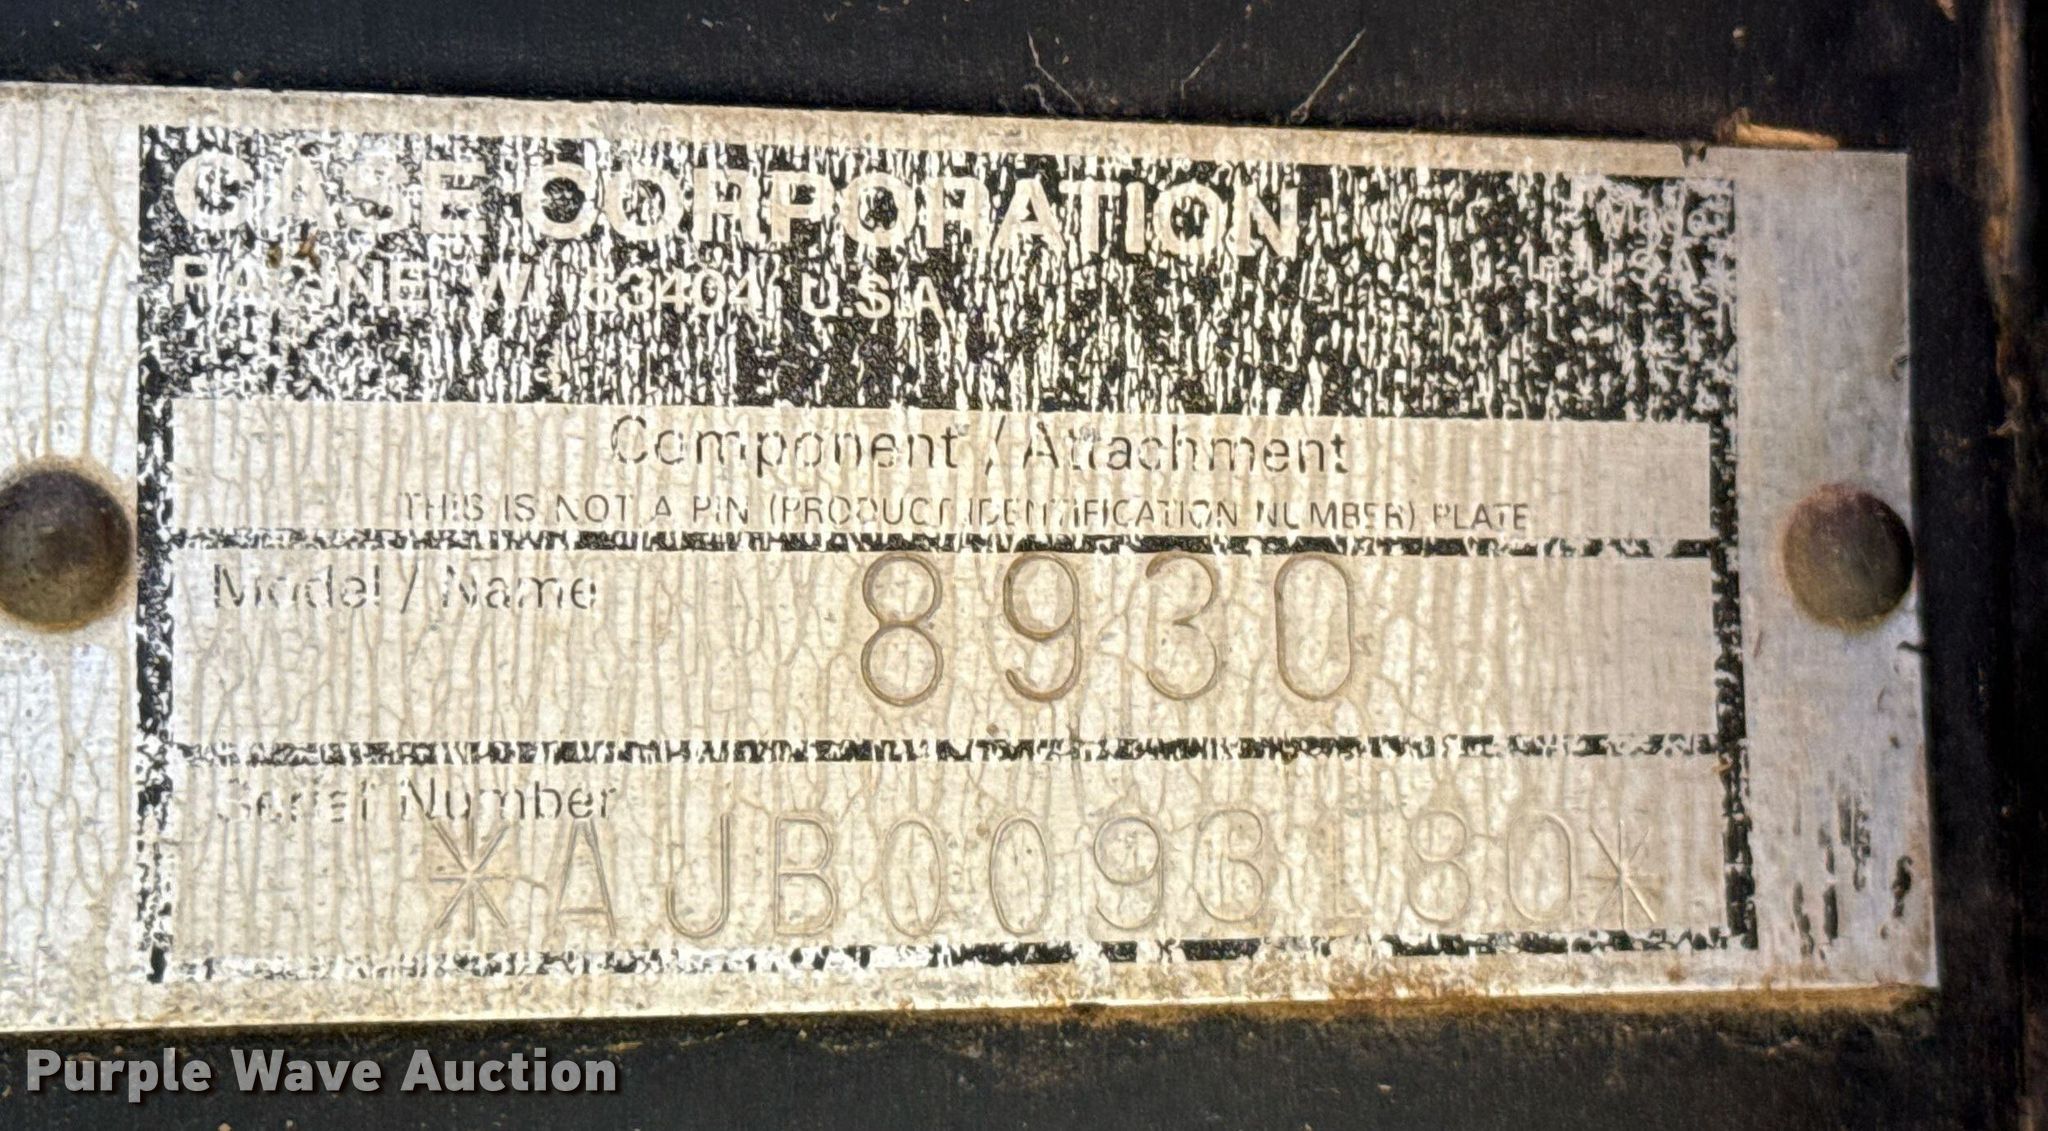 CASE CORPORATION
RACINE WI 53404 U.S.A.
Component / Attachment
THIS IS NOT A PIN (PRODUCT IDENTIFICATION NUMBER) PLATE
Model / Name 8930
Serial Number
*AJB0093180*
Purple Wave Auction